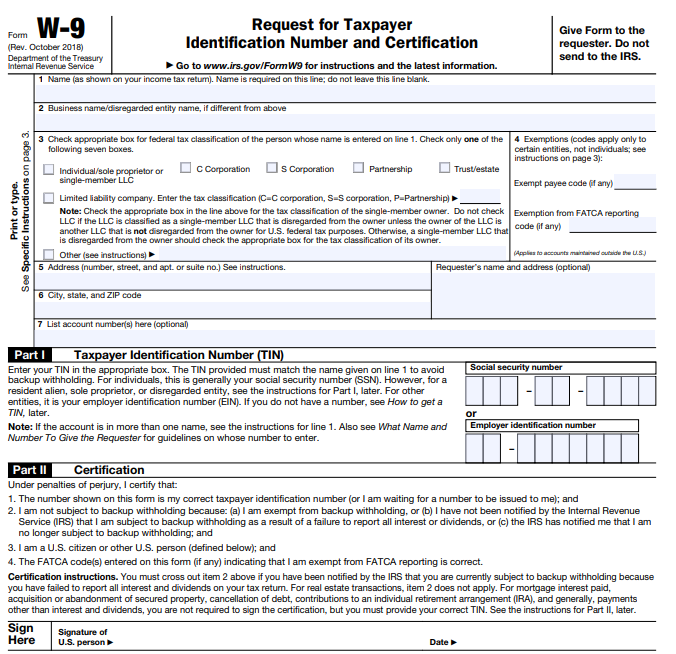 Form W-9
(Rev. October 2018)
Department of the Treasury
Internal Revenue Service
Request for Taxpayer
Identification Number and Certification
▶ Go to www.irs.gov/FormW9 for instructions and the latest information.
Give Form to the
requester. Do not
send to the IRS.
Print or type.
See Specific Instructions on page 3.
1 Name (as shown on your income tax return). Name is required on this line; do not leave this line blank.
2 Business name/disregarded entity name, if different from above
3 Check appropriate box for federal tax classification of the person whose name is entered on line 1. Check only one of the
following seven boxes.
Individual/sole proprietor or
single-member LLC
C Corporation
S Corporation
Partnership
Trust/estate
Limited liability company. Enter the tax classification (C=C corporation, S=S corporation, P=Partnership) ▶
Note: Check the appropriate box in the line above for the tax classification of the single-member owner. Do not check
LLC if the LLC is classified as a single-member LLC that is disregarded from the owner unless the owner of the LLC is
another LLC that is not disregarded from the owner for U.S. federal tax purposes. Otherwise, a single-member LLC that
is disregarded from the owner should check the appropriate box for the tax classification of its owner.
Other (see instructions) ▶
4 Exemptions (codes apply only to
certain entities, not individuals; see
instructions on page 3):
Exempt payee code (if any)
Exemption from FATCA reporting
code (if any)
(Applies to accounts maintained outside the U.S.)
5 Address (number, street, and apt. or suite no.) See instructions.
Requester's name and address (optional)
6 City, state, and ZIP code
7 List account number(s) here (optional)
Part I Taxpayer Identification Number (TIN)
Enter your TIN in the appropriate box. The TIN provided must match the name given on line 1 to avoid
backup withholding. For individuals, this is generally your social security number (SSN). However, for a
resident alien, sole proprietor, or disregarded entity, see the instructions for Part I, later. For other
entities, it is your employer identification number (EIN). If you do not have a number, see How to get a
TIN, later.
Note: If the account is in more than one name, see the instructions for line 1. Also see What Name and
Number To Give the Requester for guidelines on whose number to enter.
Social security number
– –
or
Employer identification number
–
Part II Certification
Under penalties of perjury, I certify that:
1. The number shown on this form is my correct taxpayer identification number (or I am waiting for a number to be issued to me); and
2. I am not subject to backup withholding because: (a) I am exempt from backup withholding, or (b) I have not been notified by the Internal Revenue
Service (IRS) that I am subject to backup withholding as a result of a failure to report all interest or dividends, or (c) the IRS has notified me that I am
no longer subject to backup withholding; and
3. I am a U.S. citizen or other U.S. person (defined below); and
4. The FATCA code(s) entered on this form (if any) indicating that I am exempt from FATCA reporting is correct.
Certification instructions. You must cross out item 2 above if you have been notified by the IRS that you are currently subject to backup withholding because
you have failed to report all interest and dividends on your tax return. For real estate transactions, item 2 does not apply. For mortgage interest paid,
acquisition or abandonment of secured property, cancellation of debt, contributions to an individual retirement arrangement (IRA), and generally, payments
other than interest and dividends, you are not required to sign the certification, but you must provide your correct TIN. See the instructions for Part II, later.
Sign
Here
Signature of
U.S. person ▶
Date ▶